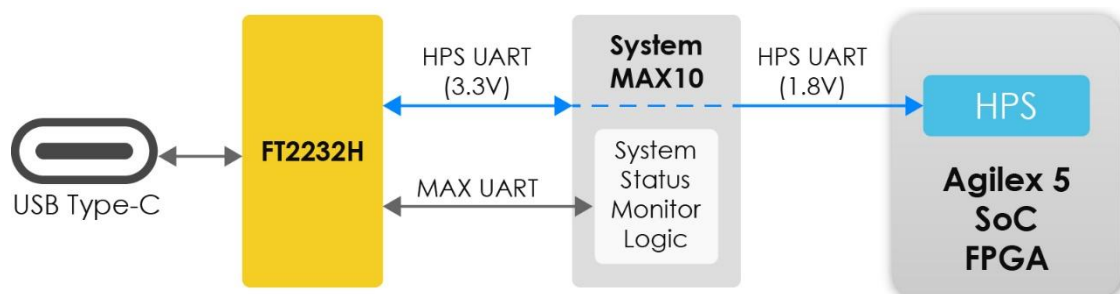 USB Type-C
FT2232H
HPS UART
(3.3V)
MAX UART
System
MAX10
System
Status
Monitor
Logic
HPS UART
(1.8V)
HPS
Agilex 5
SoC
FPGA